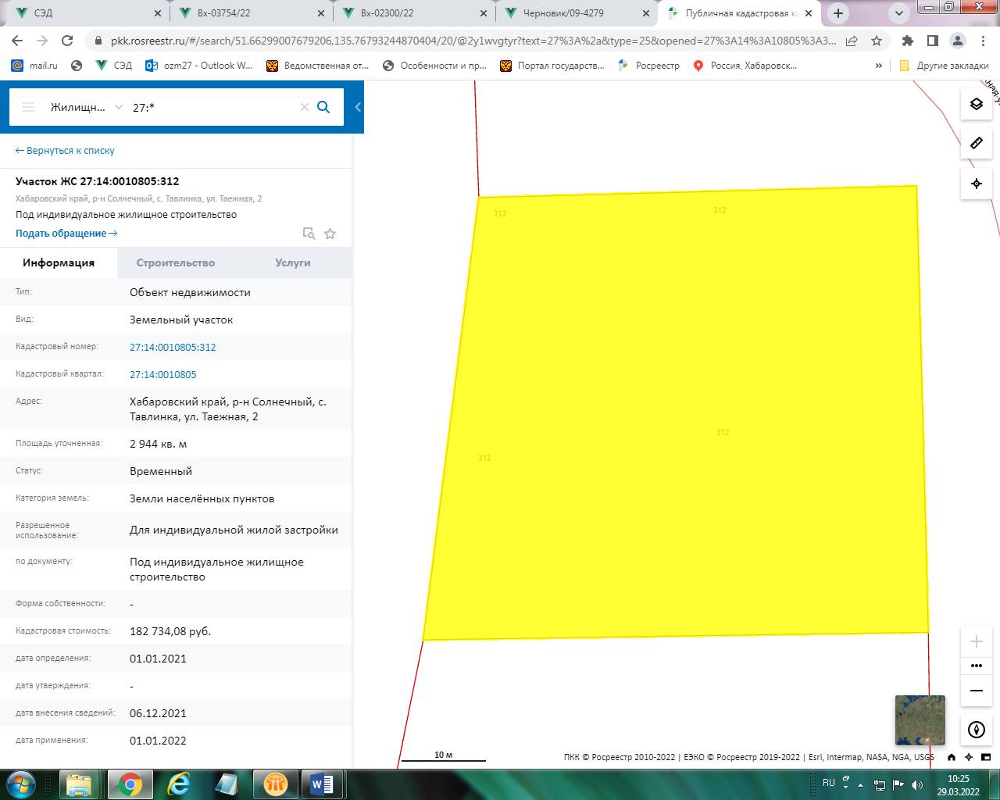 СЭД
Вх-03754/22
Вх-02300/22
Черновик/09-4279
Публичная кадастровая к
pkk.rosreestr.ru/#/search/51.66299007679206,135.76793244870404/20/@2y1wvgtyr?text=27%3A%2a&type=25&opened=27%3A14%3A10805%3A3...
mail.ru
СЭД
ozm27 - Outlook W...
Ведомственная от...
Особенности и пр...
Портал государств...
Росреестр
Россия, Хабаровск...
»
Другие закладки
Жилищн...
27:*
← Вернуться к списку
Участок ЖС 27:14:0010805:312
Хабаровский край, р-н Солнечный, с. Тавлинка, ул. Таежная, 2
Под индивидуальное жилищное строительство
Подать обращение →
Информация
Строительство
Услуги
Тип: Объект недвижимости
Вид: Земельный участок
Кадастровый номер: 27:14:0010805:312
Кадастровый квартал: 27:14:0010805
Адрес: Хабаровский край, р-н Солнечный, с.
Тавлинка, ул. Таежная, 2
Площадь уточненная: 2 944 кв. м
Статус: Временный
Категория земель: Земли населённых пунктов
Разрешенное
использование: Для индивидуальной жилой застройки
по документу: Под индивидуальное жилищное
строительство
Форма собственности: -
Кадастровая стоимость: 182 734,08 руб.
дата определения: 01.01.2021
дата утверждения: -
дата внесения сведений: 06.12.2021
дата применения: 01.01.2022
312
312
312
312
10 м
ПКК © Росреестр 2010-2022 | ЕЭКО © Росреестр 2019-2022 | Esri, Intermap, NASA, NGA, USGS
RU
10:25
29.03.2022